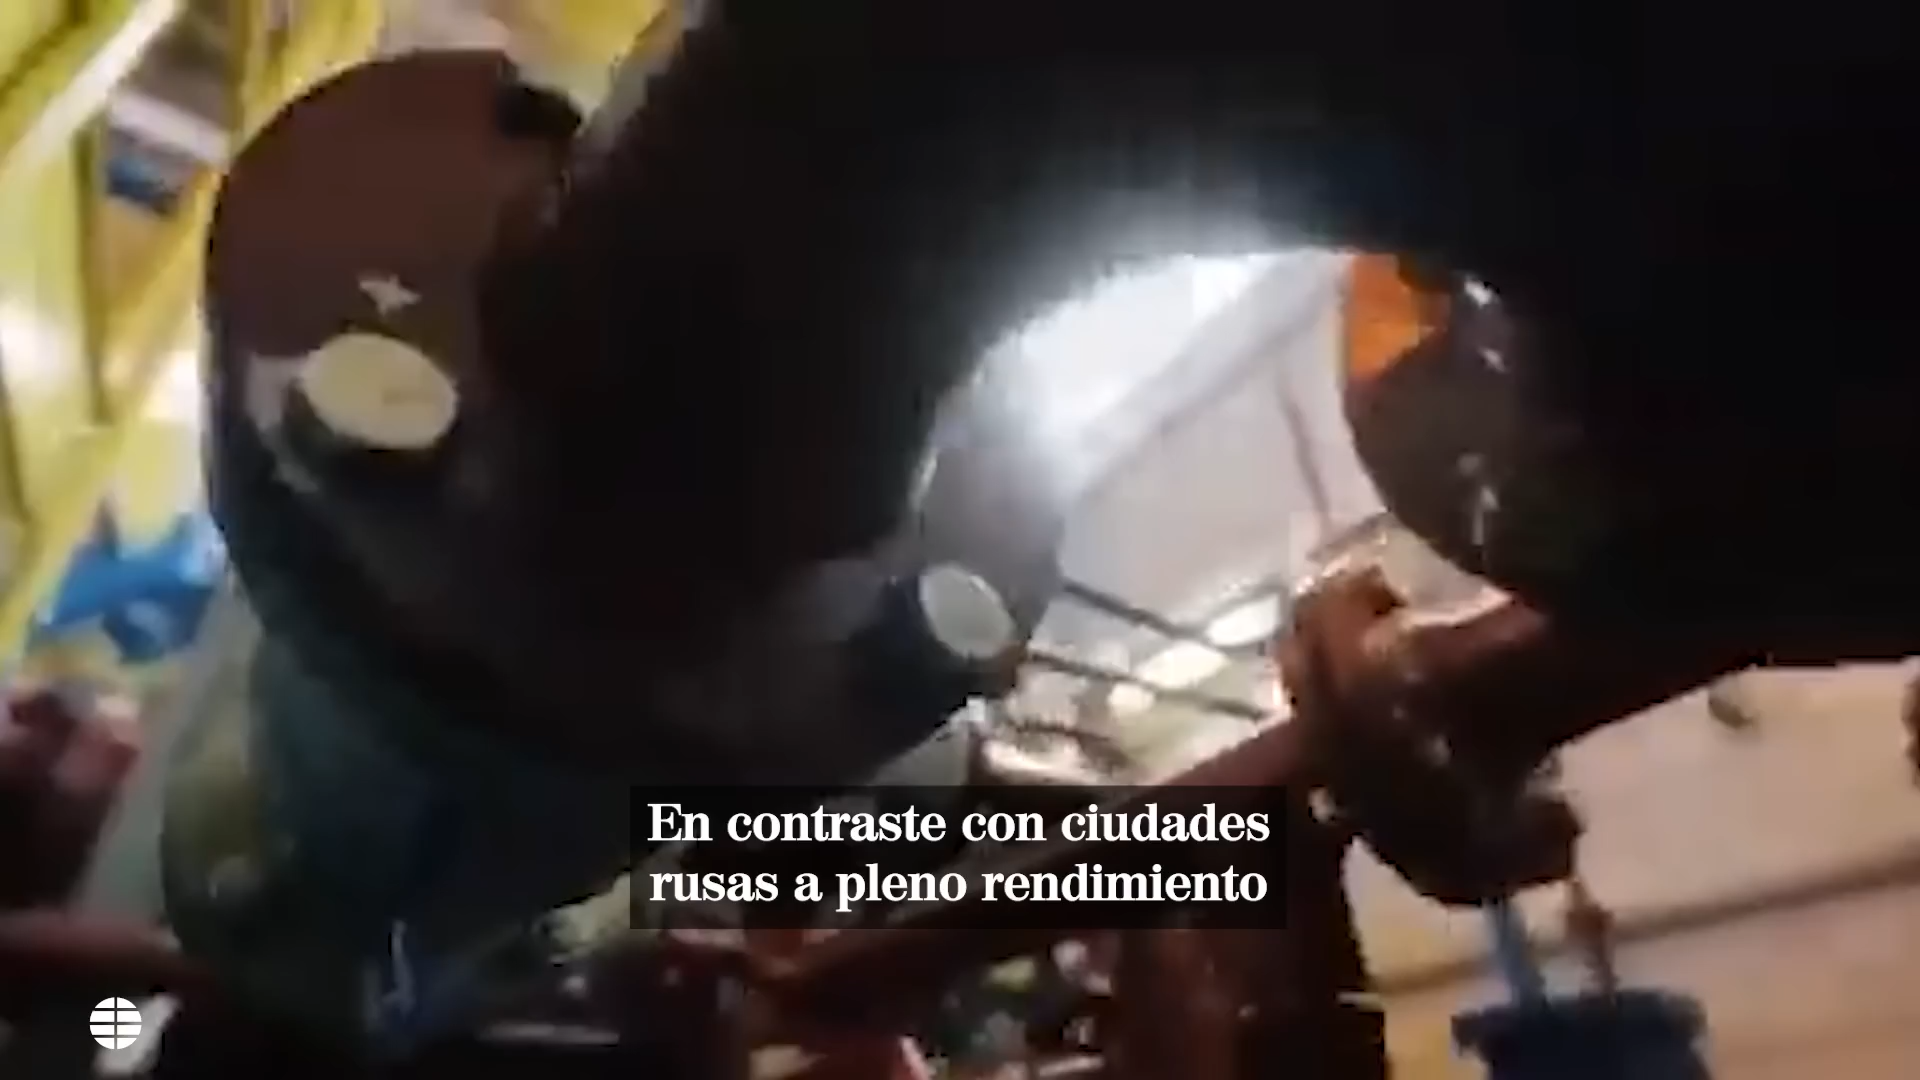 En contraste con ciudades
rusas a pleno rendimiento